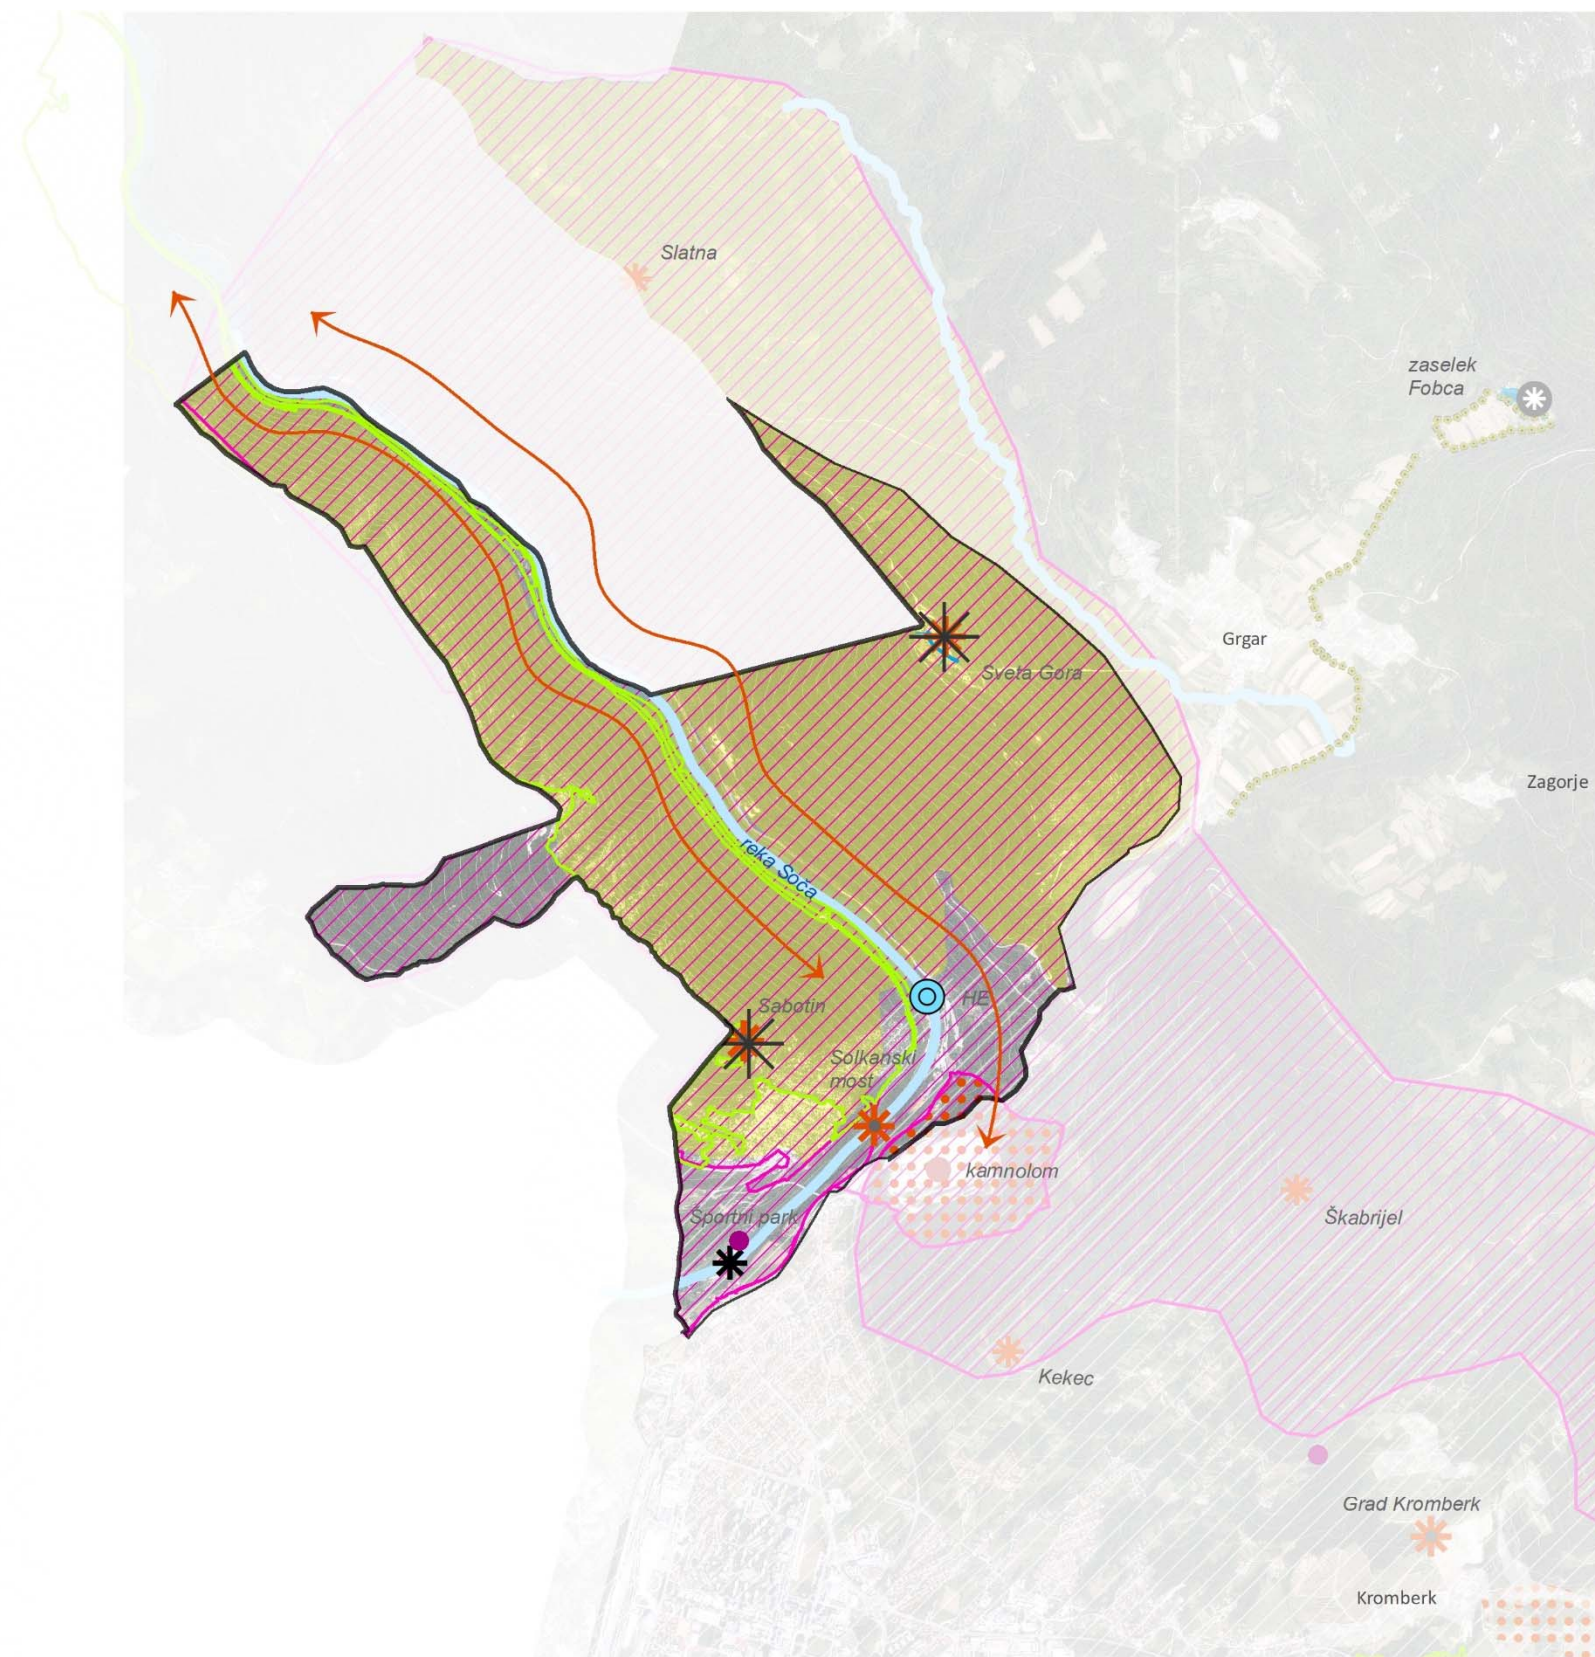 Slatna
zaselek
Fobca
Grgar
Sveta Gora
Zagorje
reka Soča
Sabotin
HE
Solkanski
most
kamnolom
Športni park
Škabrijel
Kekec
Grad Kromberk
Kromberk